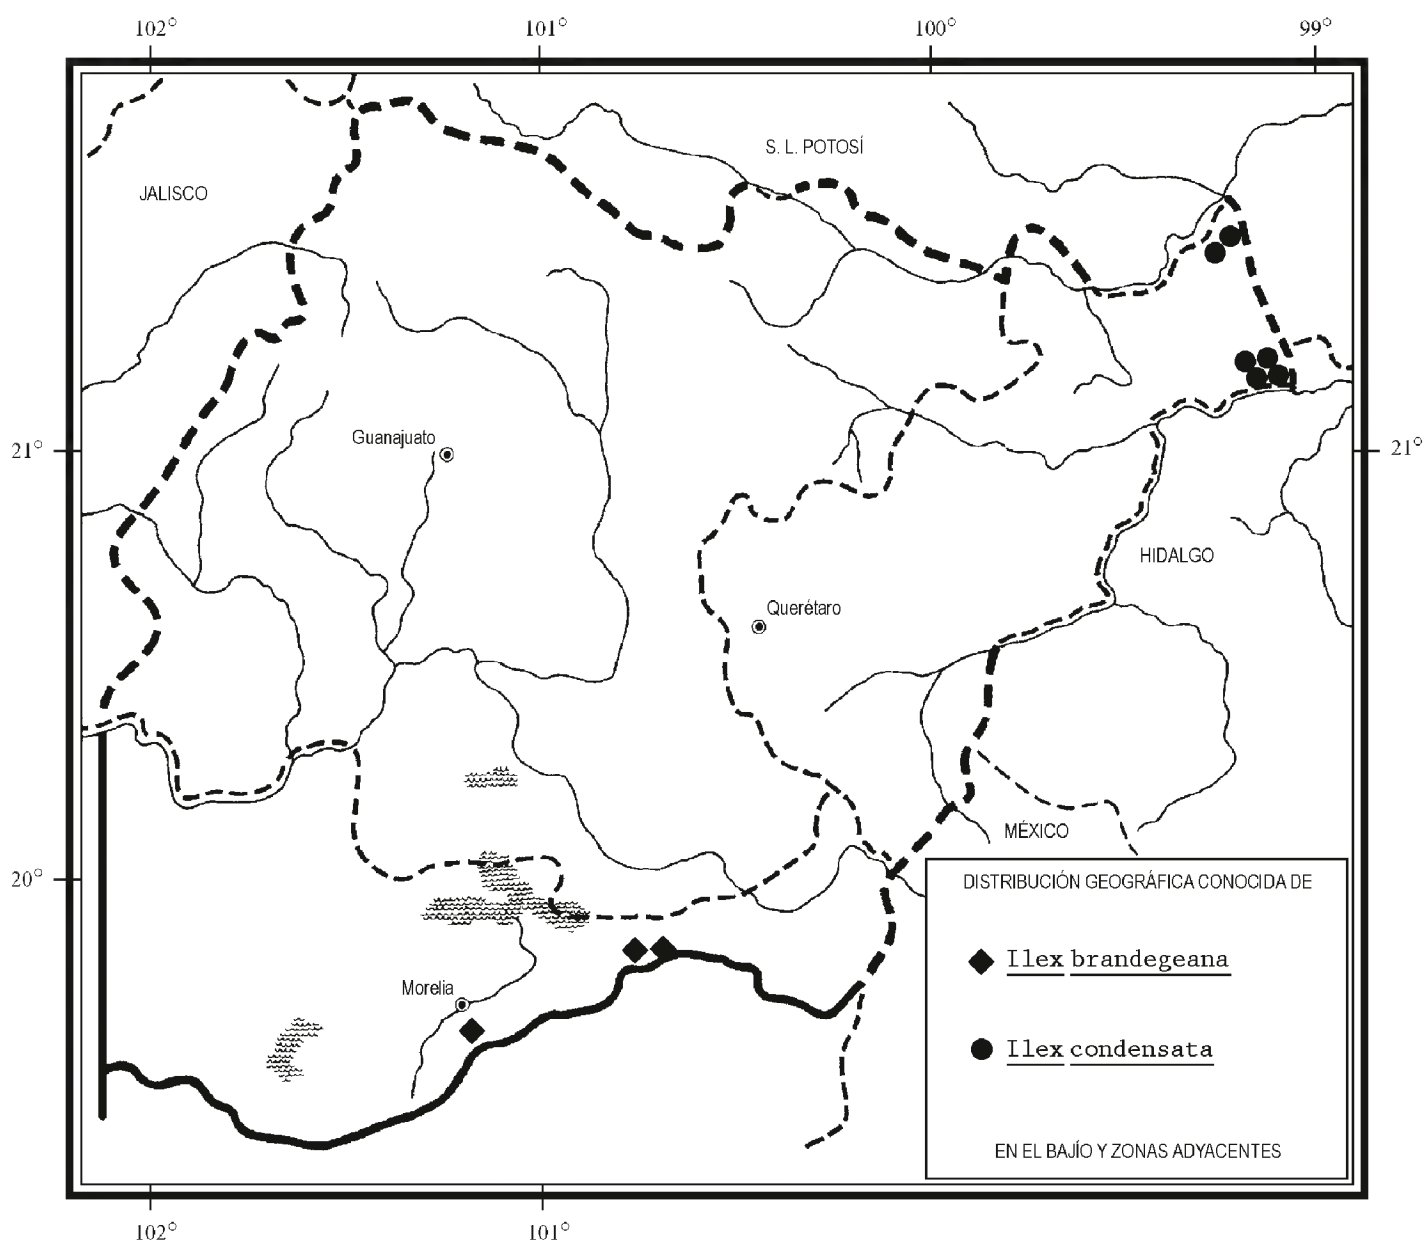 102° 101° 100° 99°
S. L. POTOSÍ
JALISCO
Guanajuato
21° 21°
HIDALGO
Querétaro
MÉXICO
20°
DISTRIBUCIÓN GEOGRÁFICA CONOCIDA DE
Ilex brandegeana
Morelia
Ilex condensata
EN EL BAJÍO Y ZONAS ADYACENTES
102° 101°